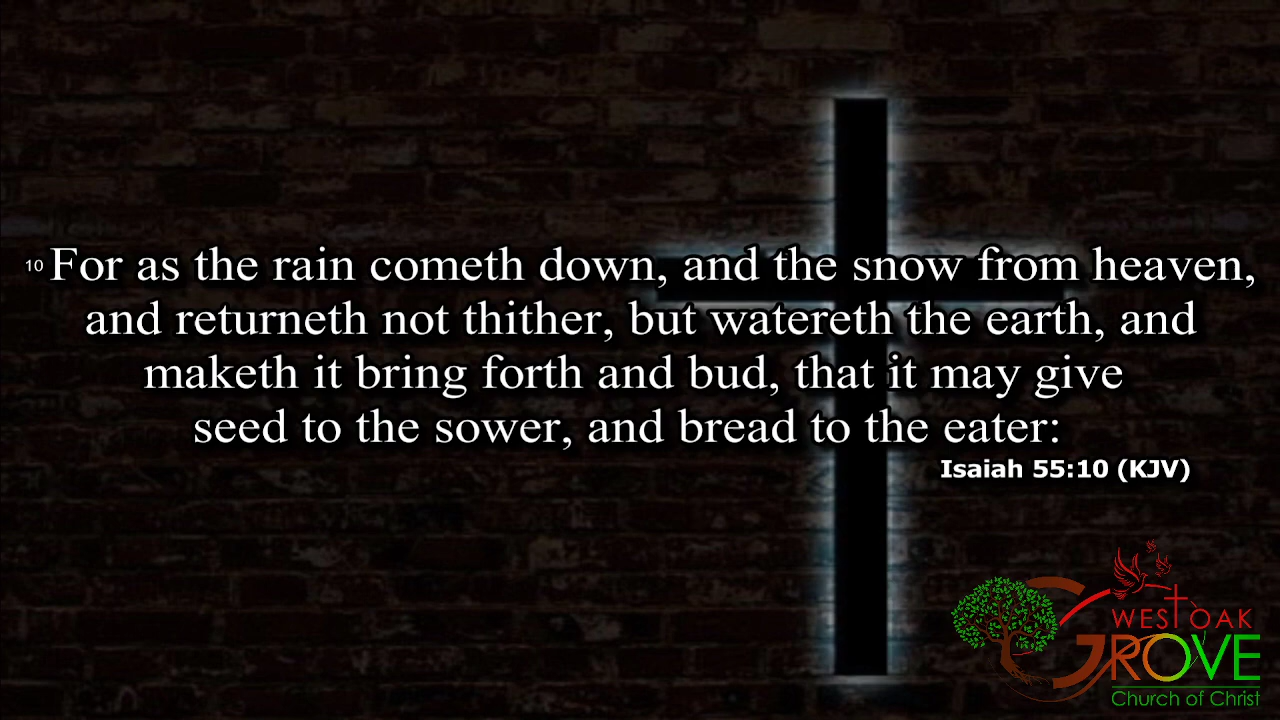 10 For as the rain cometh down, and the snow from heaven,
and returneth not thither, but watereth the earth, and
maketh it bring forth and bud, that it may give
seed to the sower, and bread to the eater:
Isaiah 55:10 (KJV)
WEST OAK
GROVE
Church of Christ